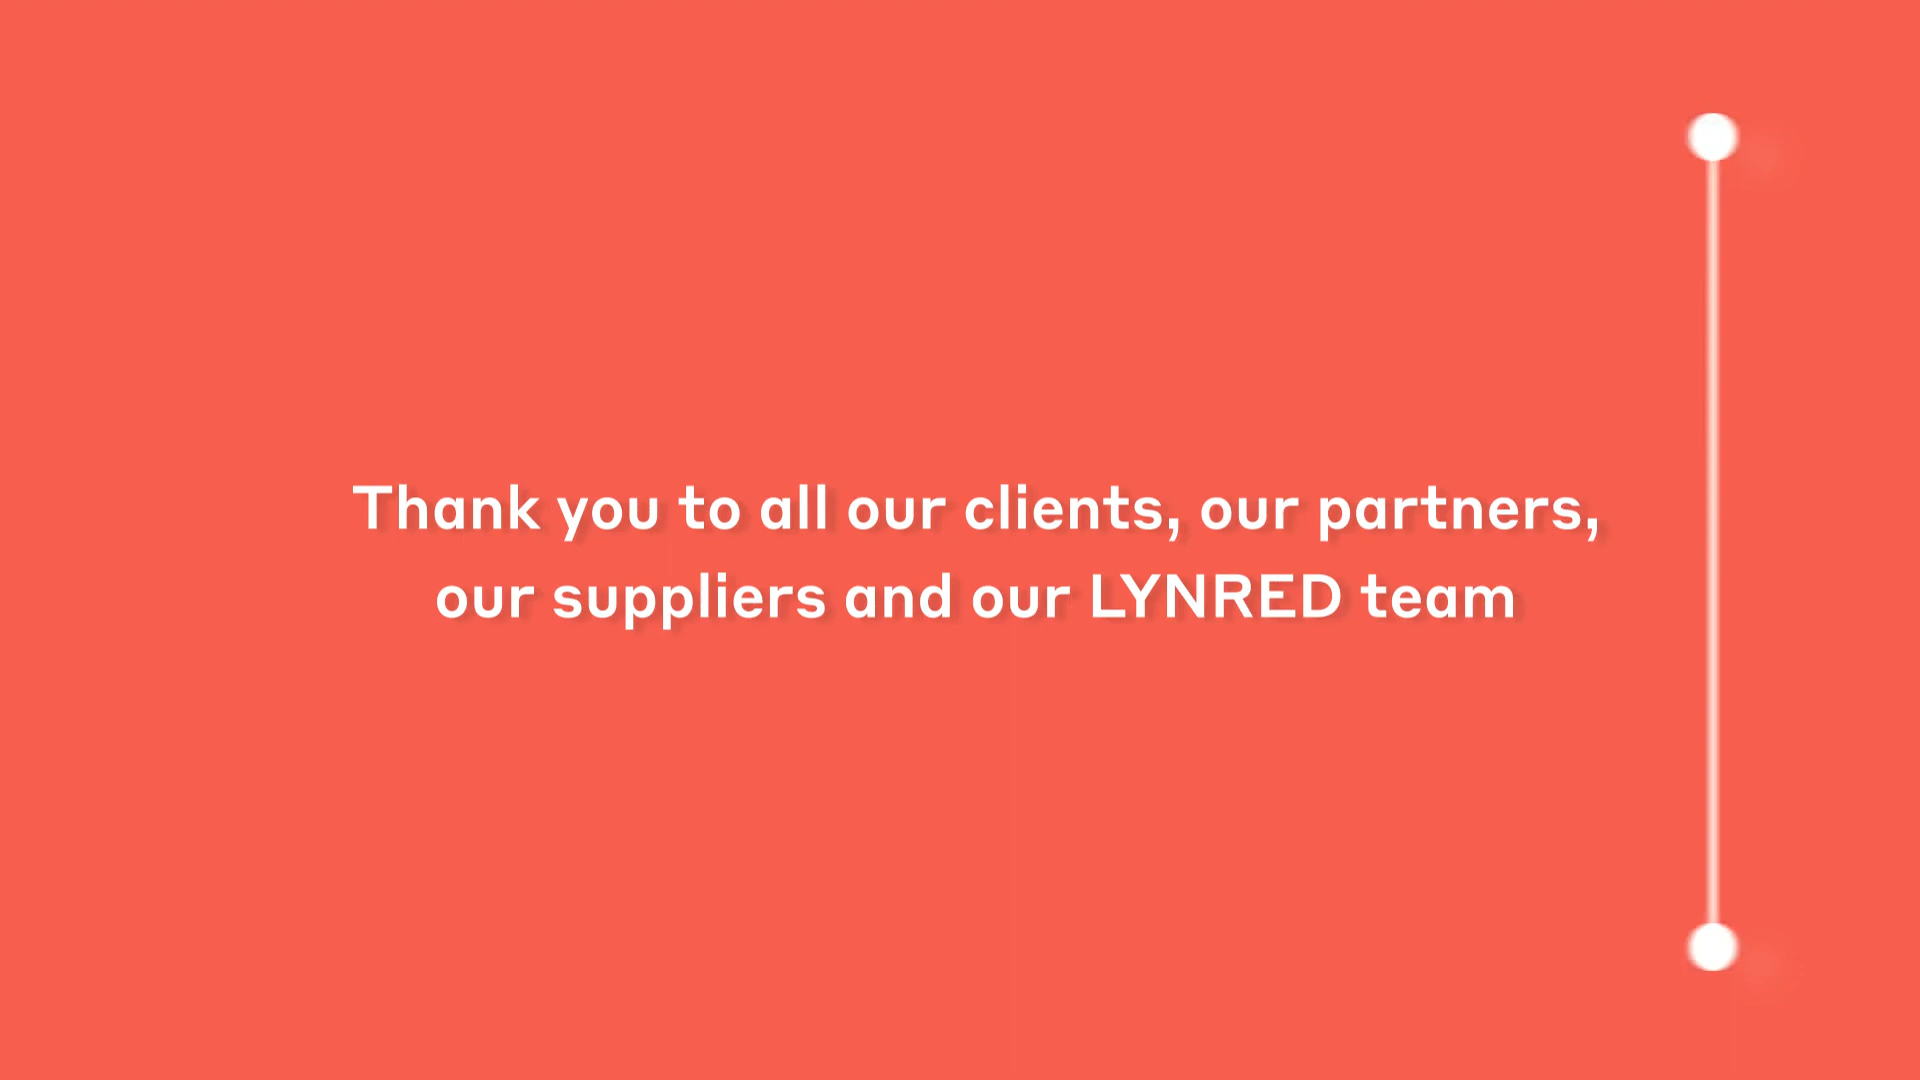 Thank you to all our clients, our partners,
our suppliers and our LYNRED team